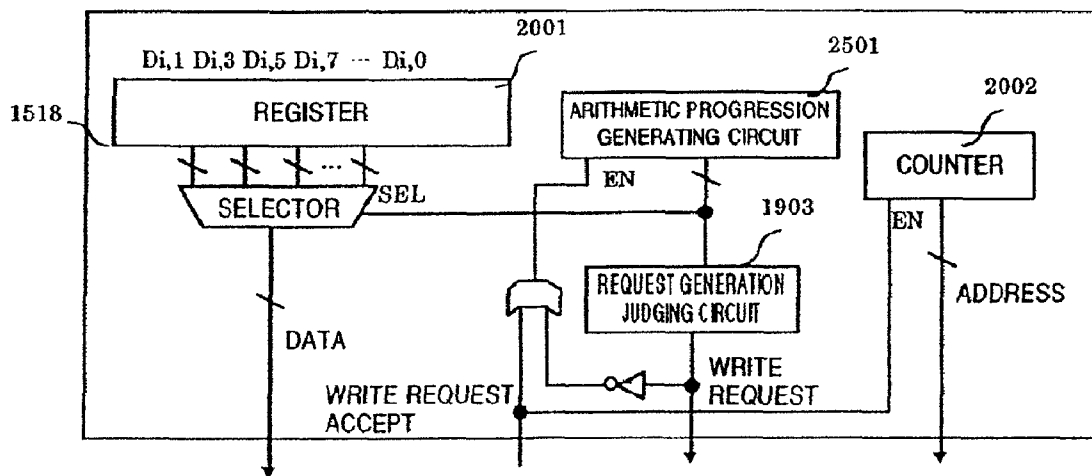 2001
Di,1 Di,3 Di,5 Di,7 ··· Di,0
2501
1518
REGISTER
ARITHMETIC PROGRESSION
GENERATING CIRCUIT
2002
COUNTER
···
EN
SEL
SELECTOR
1903
EN
REQUEST GENERATION
JUDGING CIRCUIT
ADDRESS
DATA
WRITE
REQUEST
WRITE REQUEST
ACCEPT